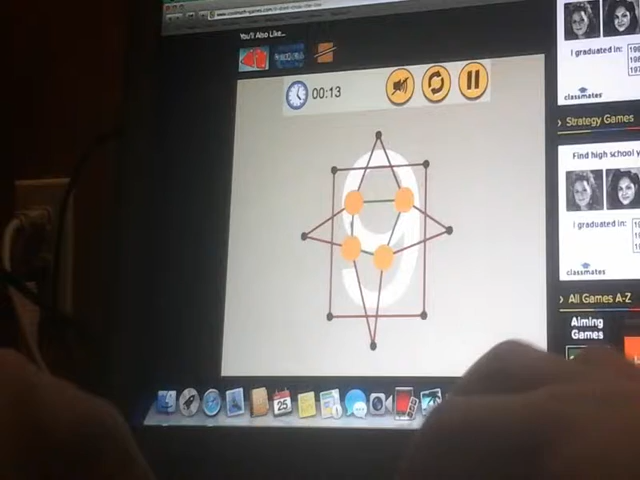 You'll Also Like...
00:13
9
25
I graduated in:
classmates
› Strategy Games
Find high school y
I graduated in:
classmates
› All Games A-Z
Aiming
Games